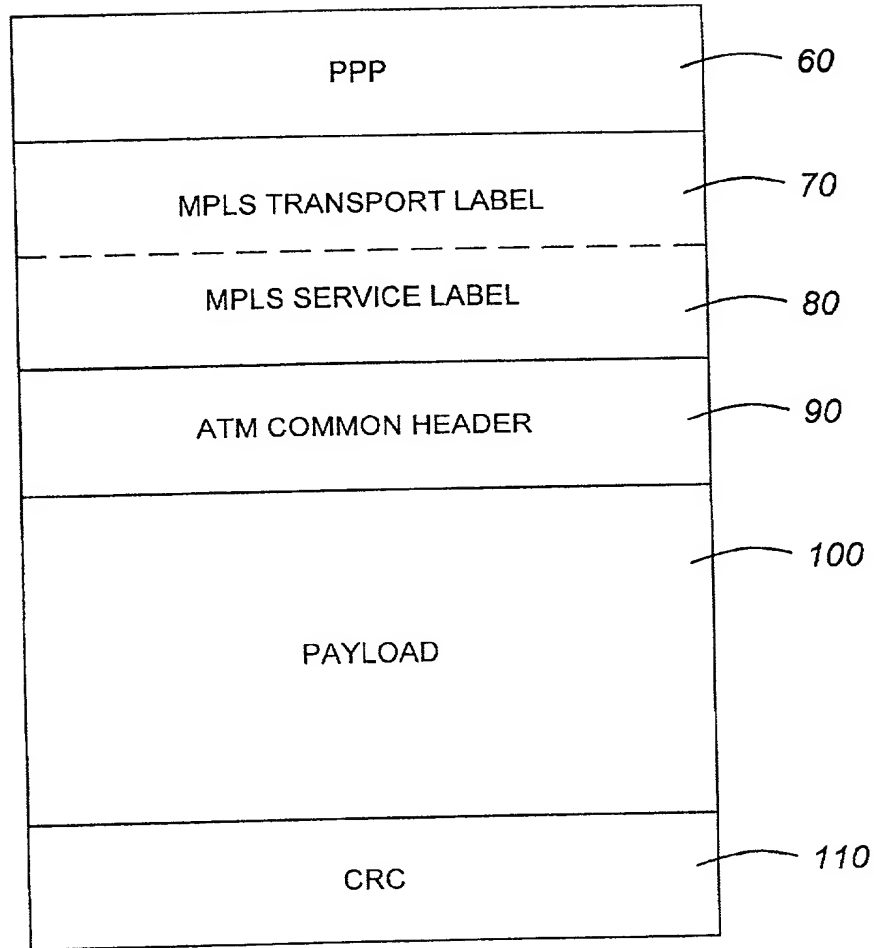 PPP 60
MPLS TRANSPORT LABEL 70
MPLS SERVICE LABEL 80
ATM COMMON HEADER 90
100
PAYLOAD
CRC 110